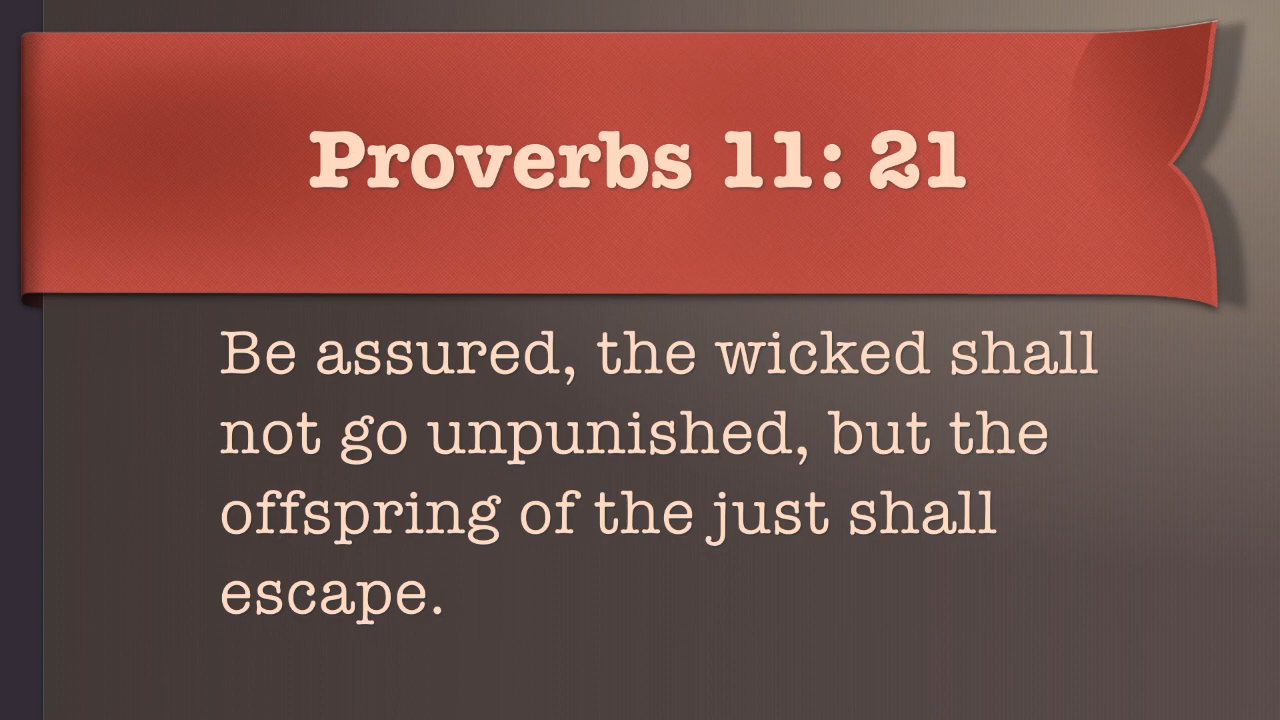 Proverbs 11: 21
Be assured, the wicked shall
not go unpunished, but the
offspring of the just shall
escape.